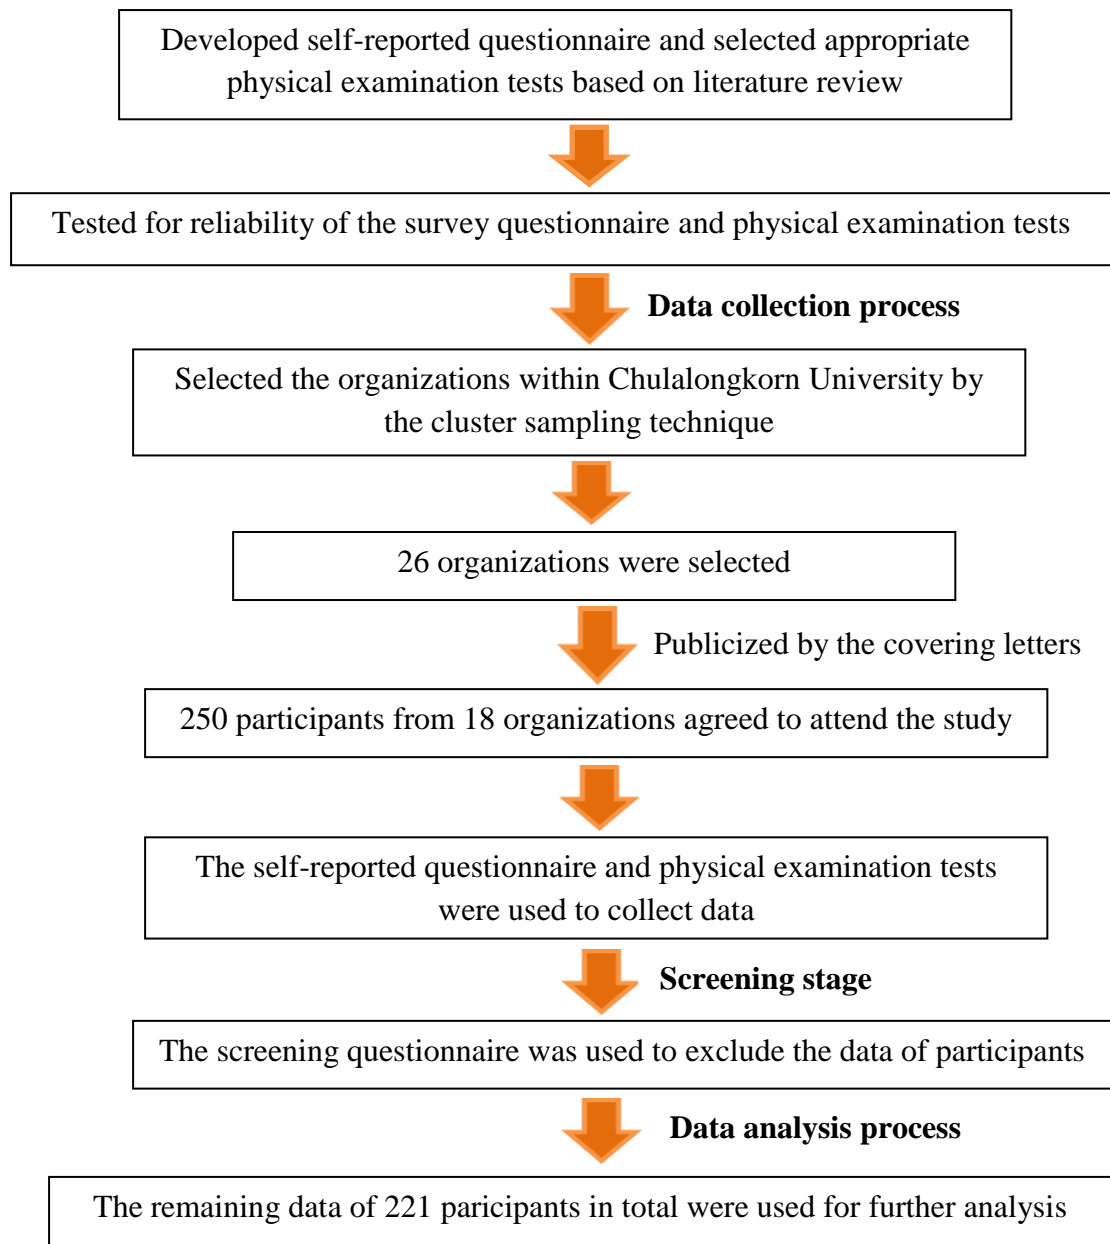 Developed self-reported questionnaire and selected appropriate
physical examination tests based on literature review
Tested for reliability of the survey questionnaire and physical examination tests
Data collection process
Selected the organizations within Chulalongkorn University by
the cluster sampling technique
26 organizations were selected
Publicized by the covering letters
250 participants from 18 organizations agreed to attend the study
The self-reported questionnaire and physical examination tests
were used to collect data
Screening stage
The screening questionnaire was used to exclude the data of participants
Data analysis process
The remaining data of 221 paricipants in total were used for further analysis